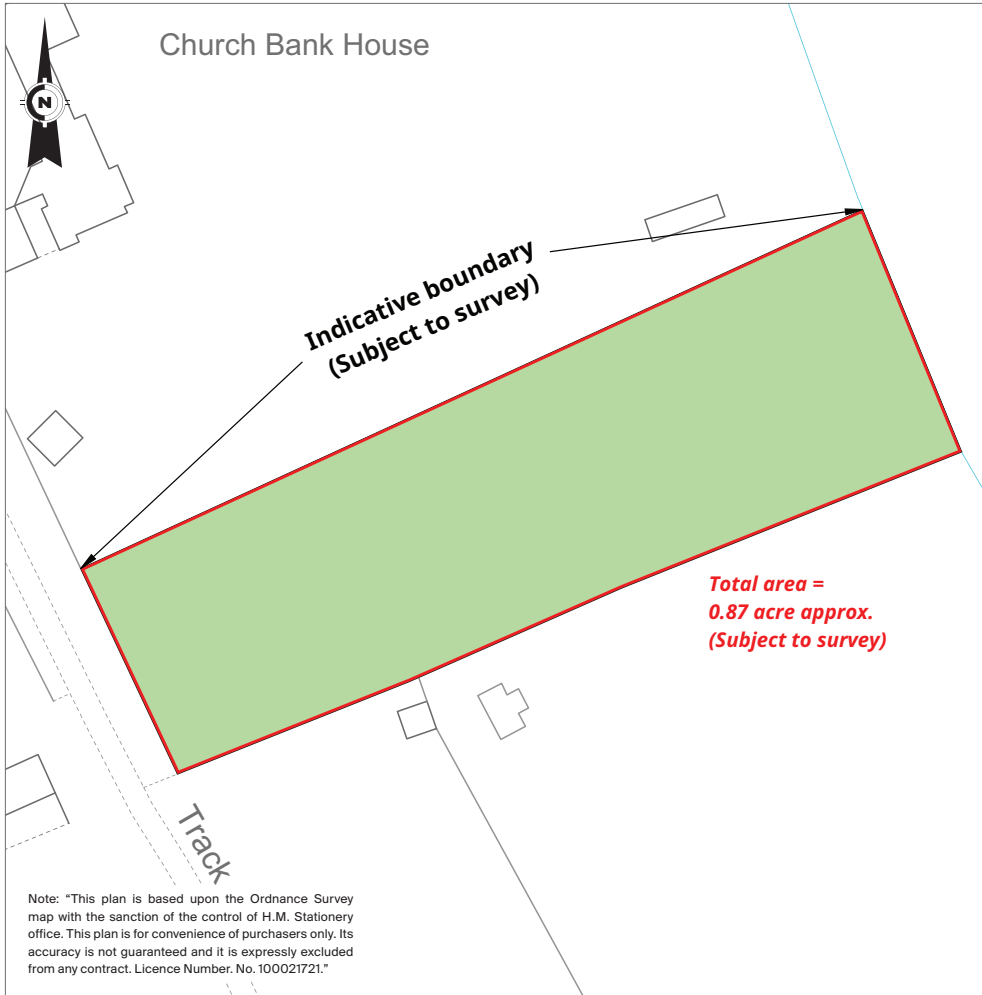 Church Bank House
N
Indicative boundary
(Subject to survey)
Total area =
0.87 acre approx.
(Subject to survey)
Track
Note: “This plan is based upon the Ordnance Survey
map with the sanction of the control of H.M. Stationery
office. This plan is for convenience of purchasers only. Its
accuracy is not guaranteed and it is expressly excluded
from any contract. Licence Number. No. 100021721.”